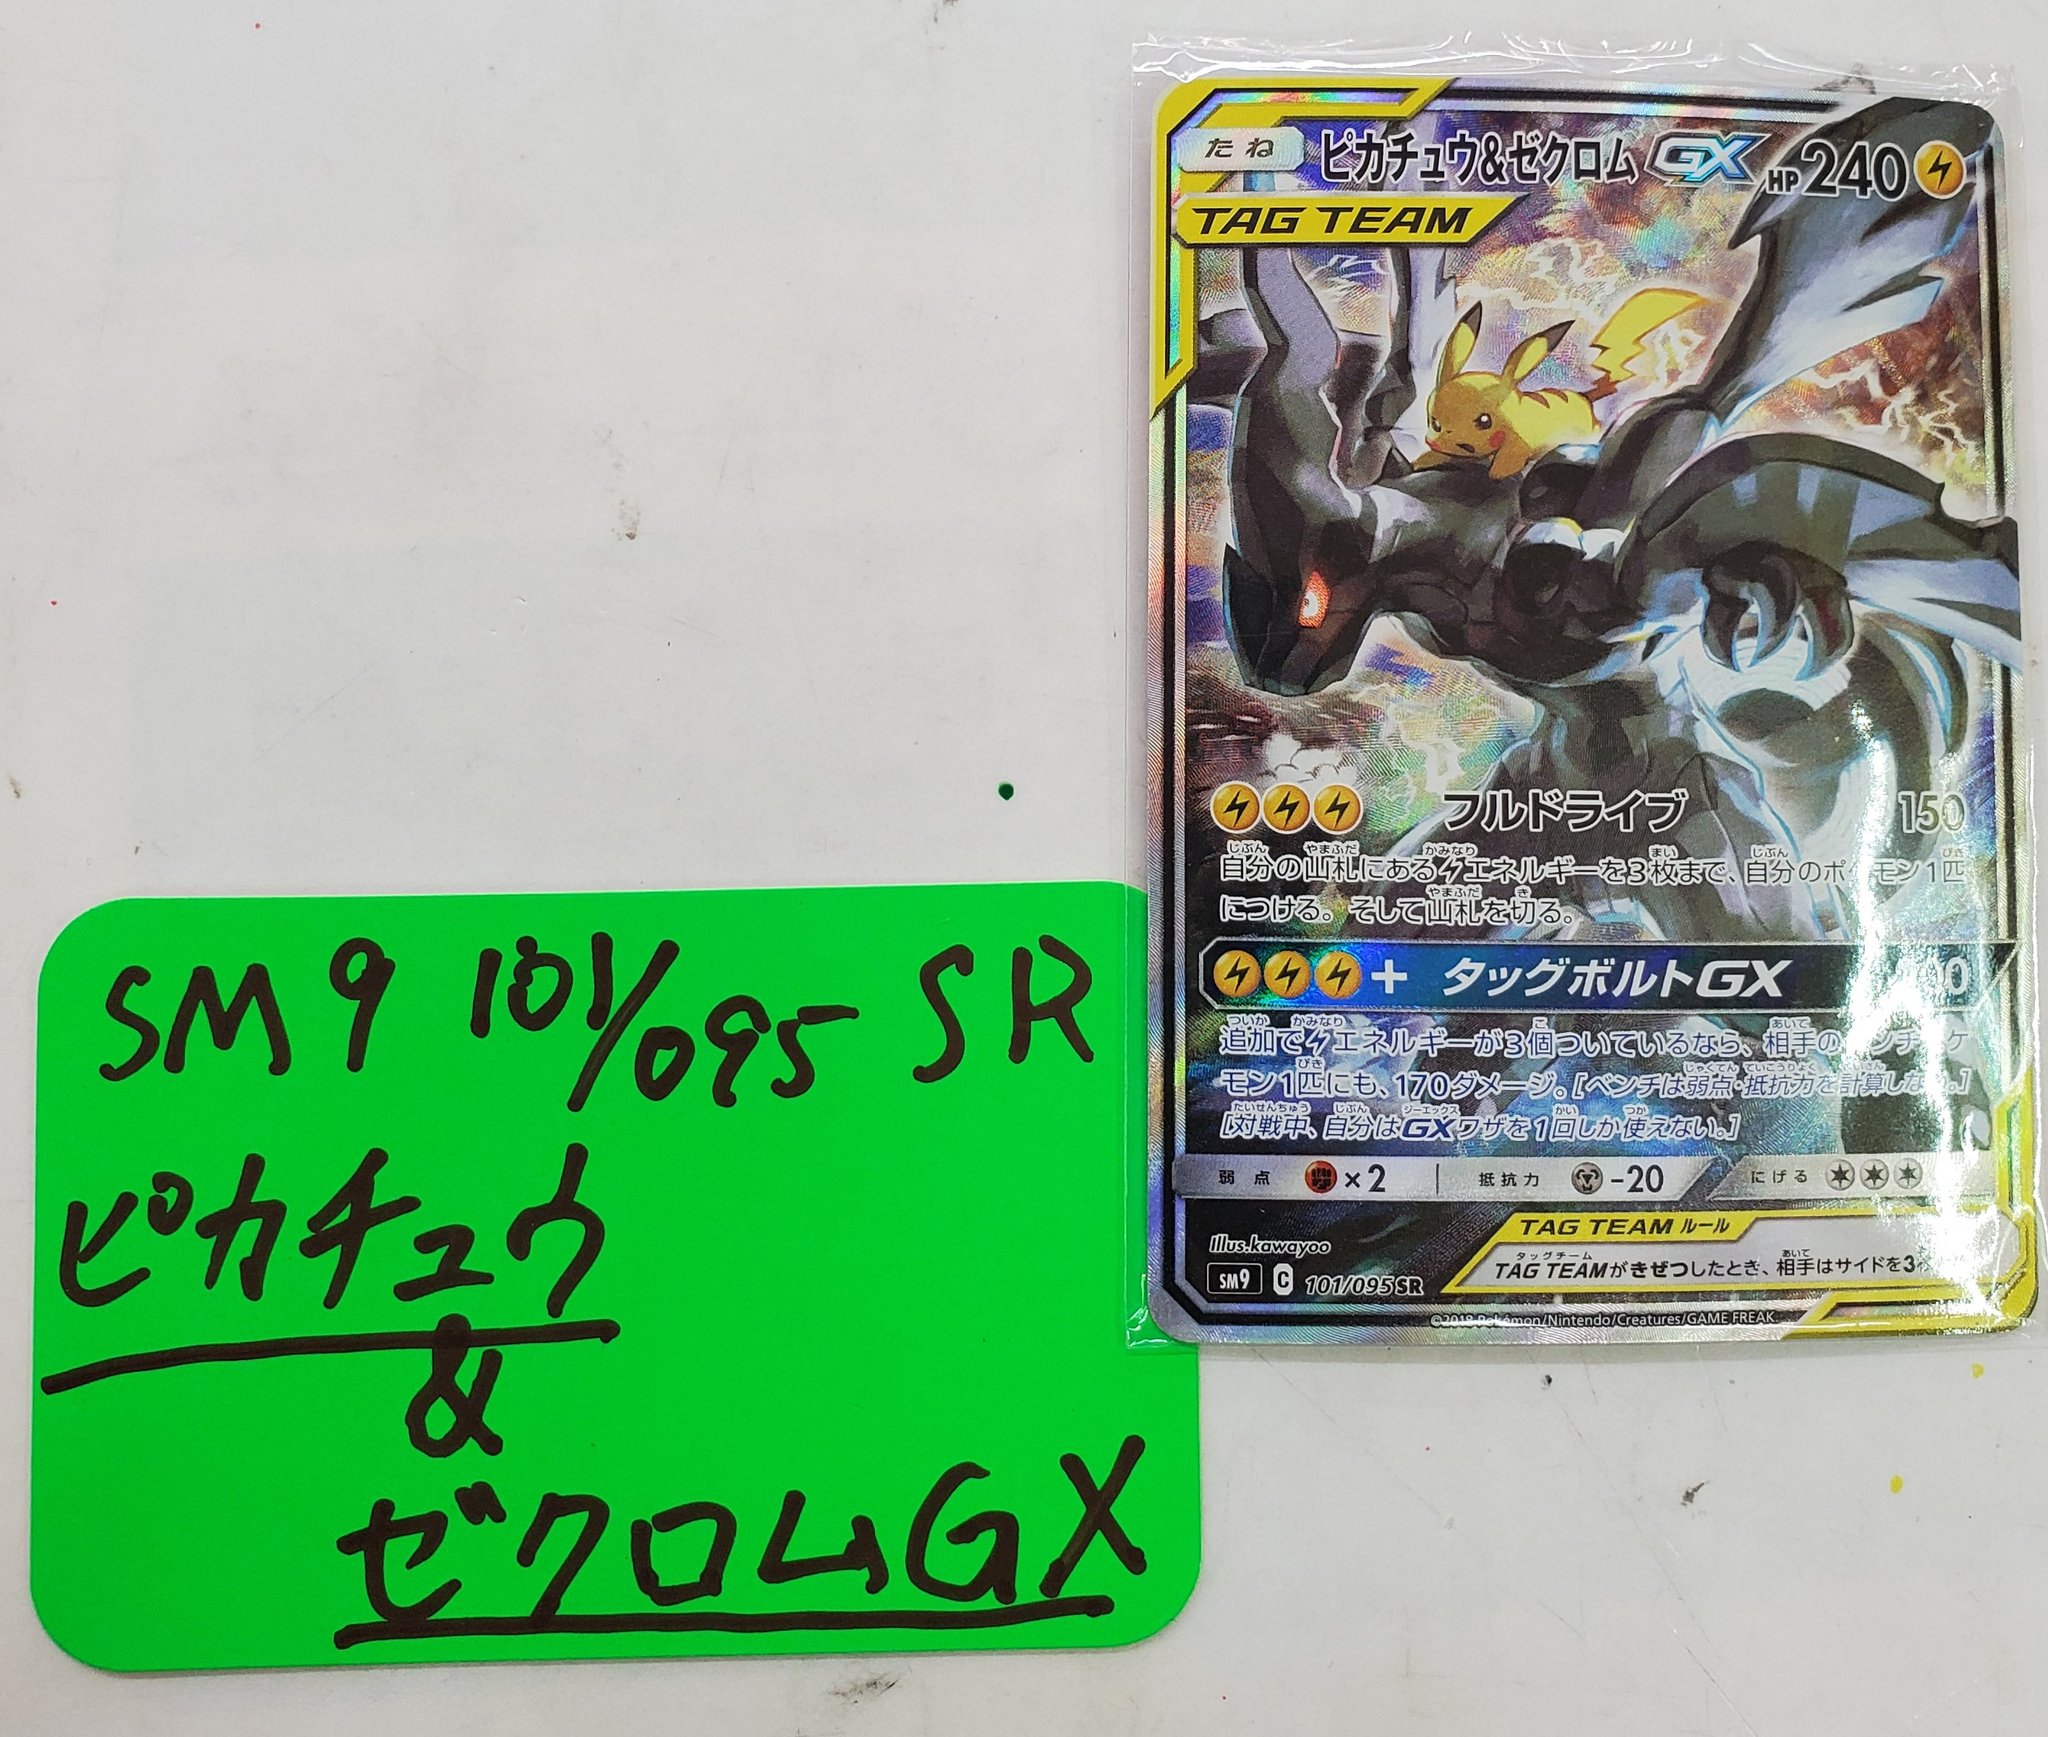 SM9 101/095 SR
ピカチュウ
&
ゼクロムGX
たね ピカチュウ&ゼクロムGX HP 240
TAG TEAM
フルドライブ 150
自分の山札にあるエネルギーを3枚まで、自分のポケモン1匹
につける。そして山札を切る。
+ タッグボルトGX
追加でエネルギーが3個ついているなら、相手の
モン1匹にも、170ダメージ。[ベンチは弱点・抵抗力を計算しない。]
[対戦中、自分はGXワザを1回しか使えない。]
弱点 ×2 抵抗力 -20 にげる
TAG TEAM ルール
Illus.kawayoo
TAG TEAMがきぜつしたとき、相手はサイドを3
SM9 C 101/095 SR
©2018 Pokémon/Nintendo/Creatures/GAME FREAK